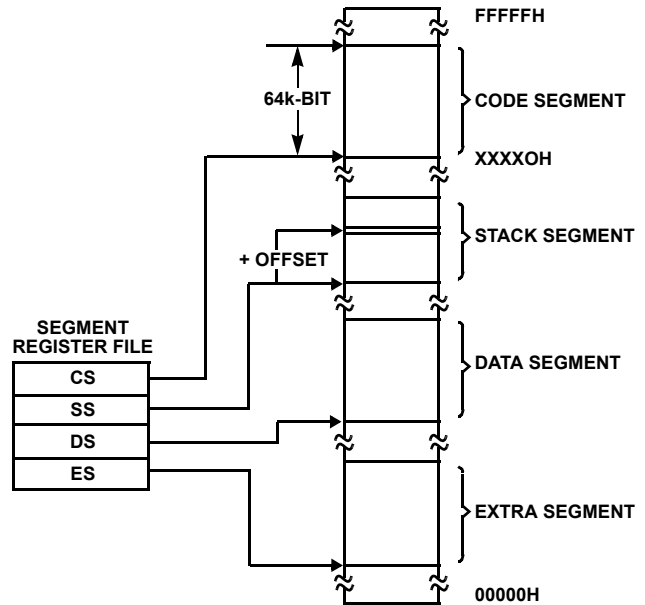 FFFFFH
64k-BIT
CODE SEGMENT
XXXXOH
STACK SEGMENT
+ OFFSET
SEGMENT
REGISTER FILE
CS
SS
DS
ES
DATA SEGMENT
EXTRA SEGMENT
00000H